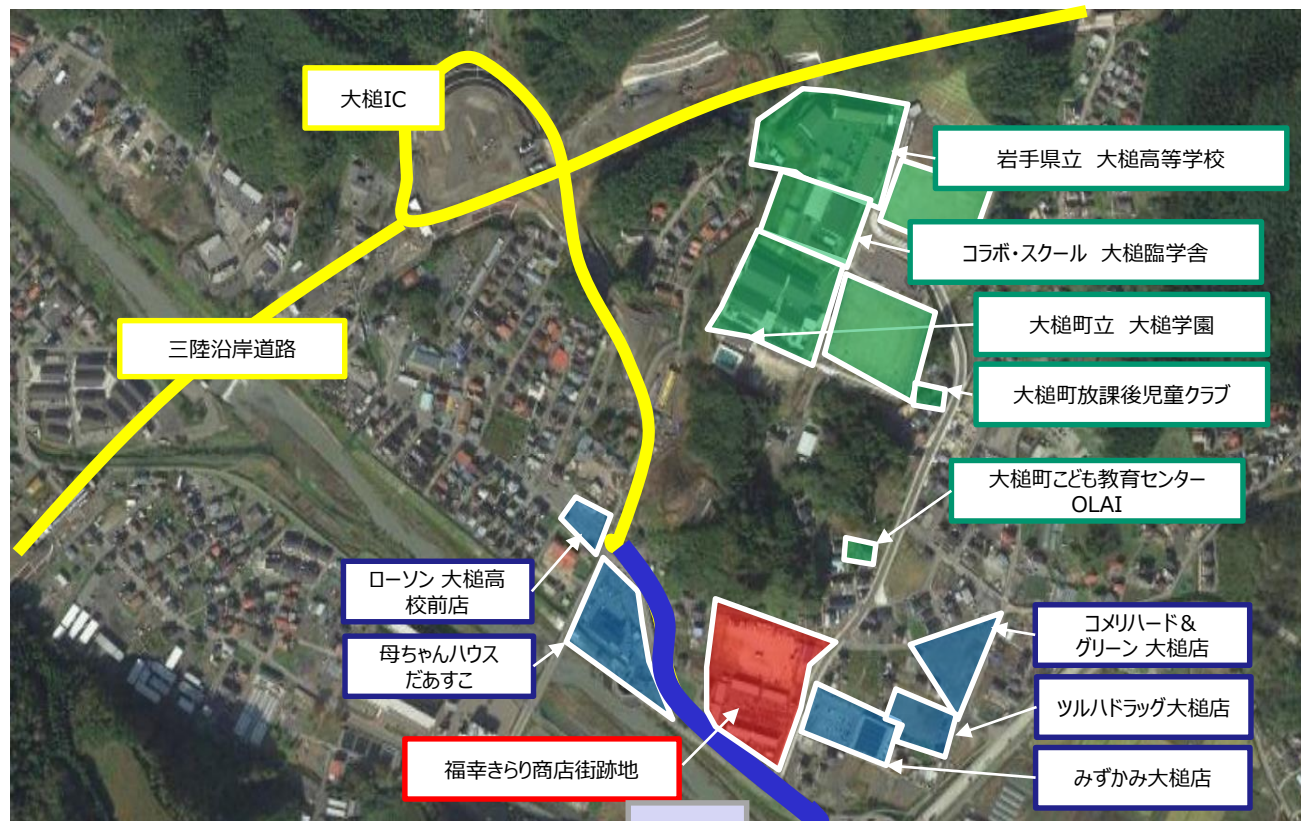 大槌IC
岩手県立　大槌高等学校
コラボ・スクール　大槌臨学舎
三陸沿岸道路
大槌町立　大槌学園
大槌町放課後児童クラブ
大槌町こども教育センター
OLAI
ローソン 大槌高
校前店
コメリハード＆
グリーン 大槌店
母ちゃんハウス
だあすこ
ツルハドラッグ大槌店
福幸きらり商店街跡地
みずかみ大槌店